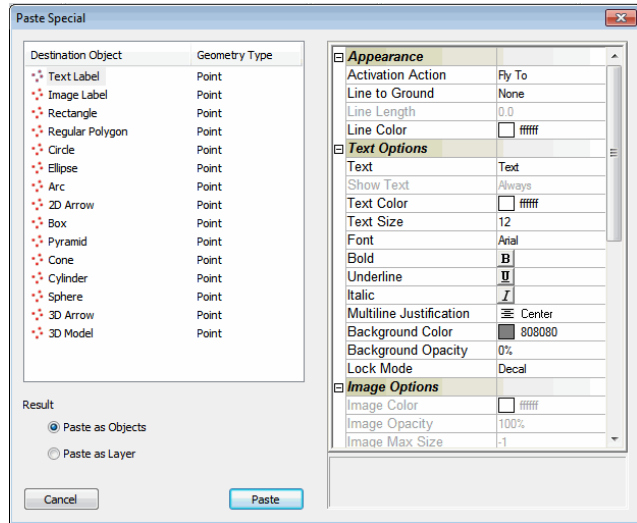 Paste Special
Destination Object Geometry Type
Text Label Point
Image Label Point
Rectangle Point
Regular Polygon Point
Circle Point
Ellipse Point
Arc Point
2D Arrow Point
Box Point
Pyramid Point
Cone Point
Cylinder Point
Sphere Point
3D Arrow Point
3D Model Point
Result
Paste as Objects
Paste as Layer
Cancel
Paste
Appearance
Activation Action Fly To
Line to Ground None
Line Length 0.0
Line Color ffffff
Text Options
Text Text
Show Text Always
Text Color ffffff
Text Size 12
Font Arial
Bold B
Underline U
Italic I
Multiline Justification Center
Background Color 808080
Background Opacity 0%
Lock Mode Decal
Image Options
Image Color ffffff
Image Opacity 100%
Image Max Size -1